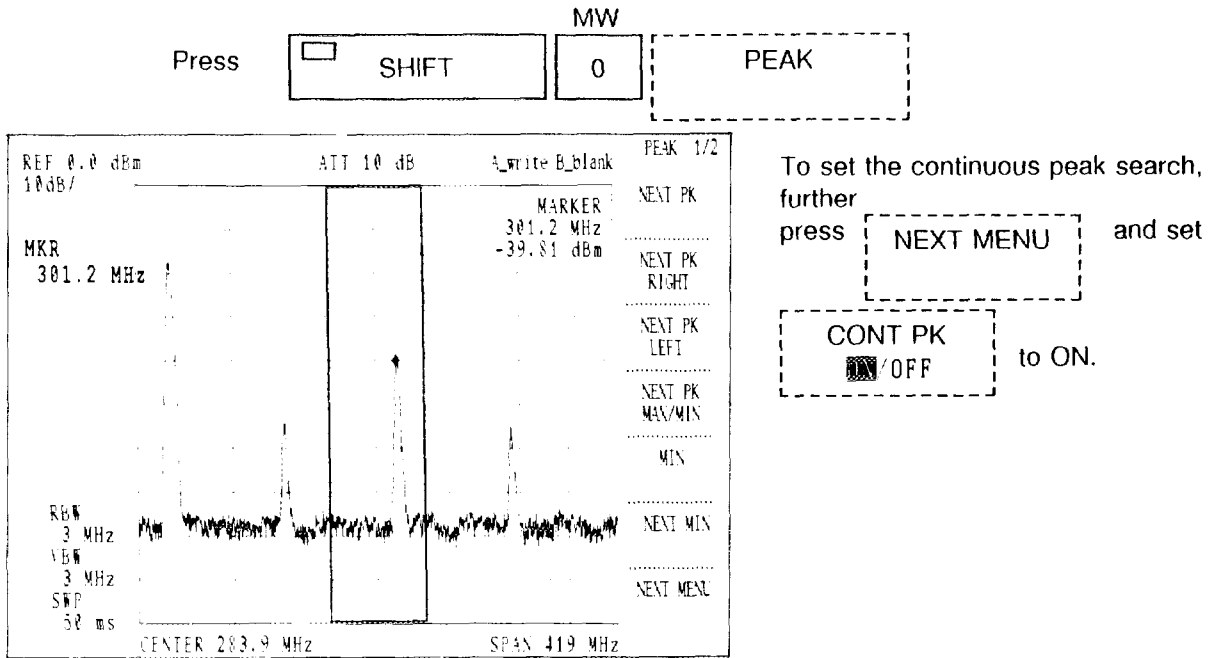 MW
Press SHIFT 0 PEAK
REF 0.0 dBm ATT 10 dB A_write B_blank
10dB/
MARKER
301.2 MHz
-39.81 dBm
MKR
301.2 MHz
RBW
3 MHz
VBW
3 MHz
SWP
50 ms
CENTER 283.9 MHz SPAN 419 MHz
PEAK 1/2
NEXT PK
NEXT PK
RIGHT
NEXT PK
LEFT
NEXT PK
MAX/MIN
MIN
NEXT MIN
NEXT MENU
To set the continuous peak search,
further
press NEXT MENU and set
CONT PK
ON/OFF to ON.